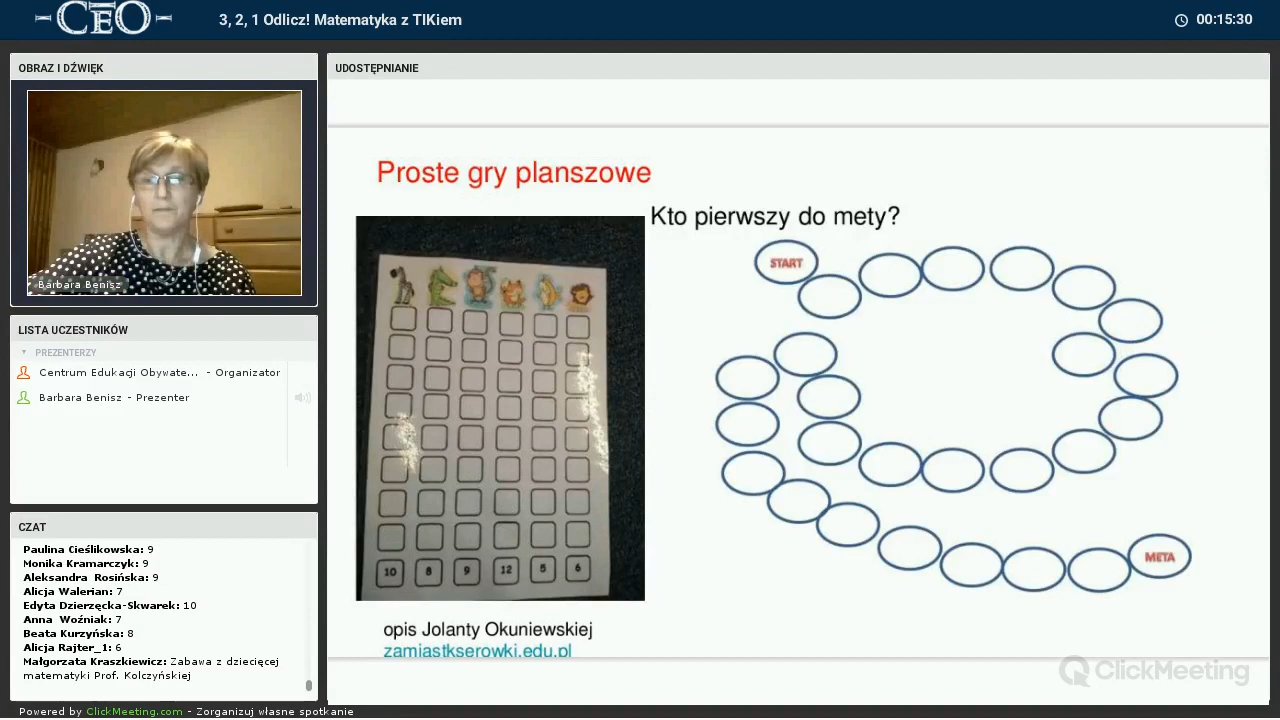 CEO
3, 2, 1 Odlicz! Matematyka z TIKiem
00:15:30
OBRAZ I DŹWIĘK
Barbara Benisz
LISTA UCZESTNIKÓW
PREZENTERZY
Centrum Edukacji Obywate... - Organizator
Barbara Benisz - Prezenter
CZAT
Paulina Cieślikowska: 9
Monika Kramarczyk: 9
Aleksandra Rosińska: 9
Alicja Walerian: 7
Edyta Dzierzęcka-Skwarek: 10
Anna Woźniak: 7
Beata Kurzyńska: 8
Alicja Rajter_1: 6
Małgorzata Kraszkiewicz: Zabawa z dziecięcej
matematyki Prof. Kolczyńskiej
UDOSTĘPNIANIE
Proste gry planszowe
Kto pierwszy do mety?
START
META
10 8 9 12 5 6
opis Jolanty Okuniewskiej
zamiastkserowki.edu.pl
ClickMeeting
Powered by ClickMeeting.com - Zorganizuj własne spotkanie